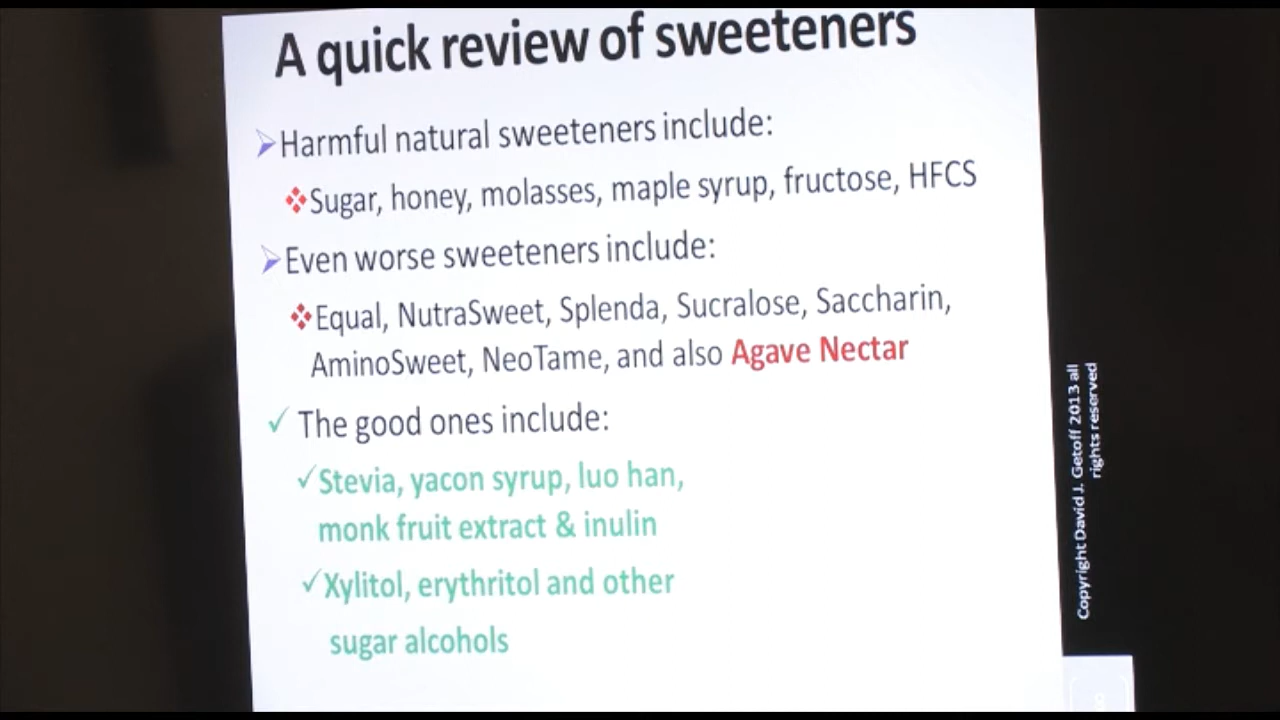 A quick review of sweeteners
Harmful natural sweeteners include:
Sugar, honey, molasses, maple syrup, fructose, HFCS
Even worse sweeteners include:
Equal, NutraSweet, Splenda, Sucralose, Saccharin,
AminoSweet, NeoTame, and also Agave Nectar
The good ones include:
Stevia, yacon syrup, luo han,
monk fruit extract & inulin
Xylitol, erythritol and other
sugar alcohols
Copyright David J. Getoff 2013 all
rights reserved